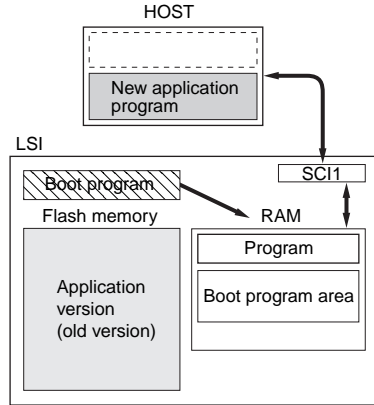 HOST
New application
program
LSI
SCI1
Boot program
Flash memory
RAM
Program
Application
version
(old version)
Boot program area